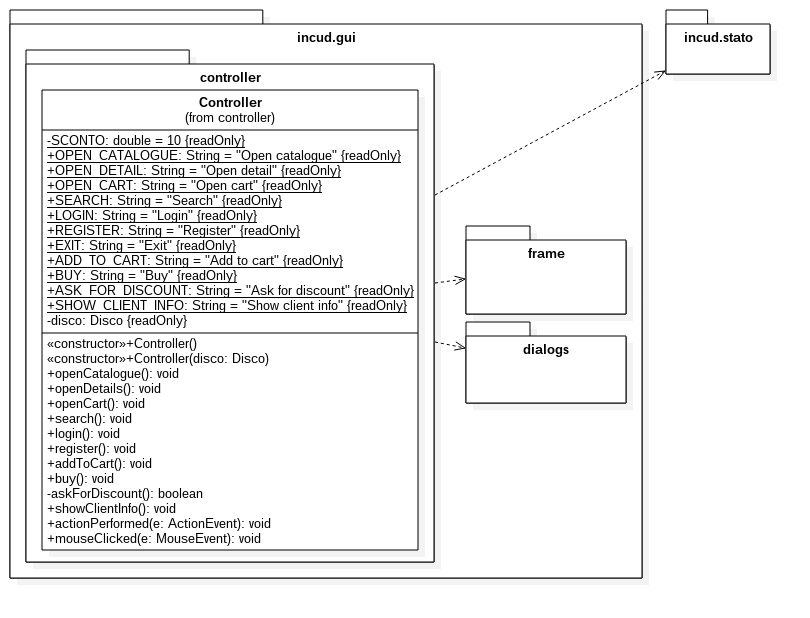 incud.gui
incud.stato
controller
Controller
(from controller)
-SCONTO: double = 10 {readOnly}
+OPEN_CATALOGUE: String = "Open catalogue" {readOnly}
+OPEN_DETAIL: String = "Open detail" {readOnly}
+OPEN_CART: String = "Open cart" {readOnly}
+SEARCH: String = "Search" {readOnly}
+LOGIN: String = "Login" {readOnly}
+REGISTER: String = "Register" {readOnly}
+EXIT: String = "Exit" {readOnly}
+ADD_TO_CART: String = "Add to cart" {readOnly}
+BUY: String = "Buy" {readOnly}
+ASK_FOR_DISCOUNT: String = "Ask for discount" {readOnly}
+SHOW_CLIENT_INFO: String = "Show client info" {readOnly}
-disco: Disco {readOnly}
«constructor»+Controller()
«constructor»+Controller(disco: Disco)
+openCatalogue(): void
+openDetails(): void
+openCart(): void
+search(): void
+login(): void
+register(): void
+addToCart(): void
+buy(): void
-askForDiscount(): boolean
+showClientInfo(): void
+actionPerformed(e: ActionEvent): void
+mouseClicked(e: MouseEvent): void
frame
dialogs